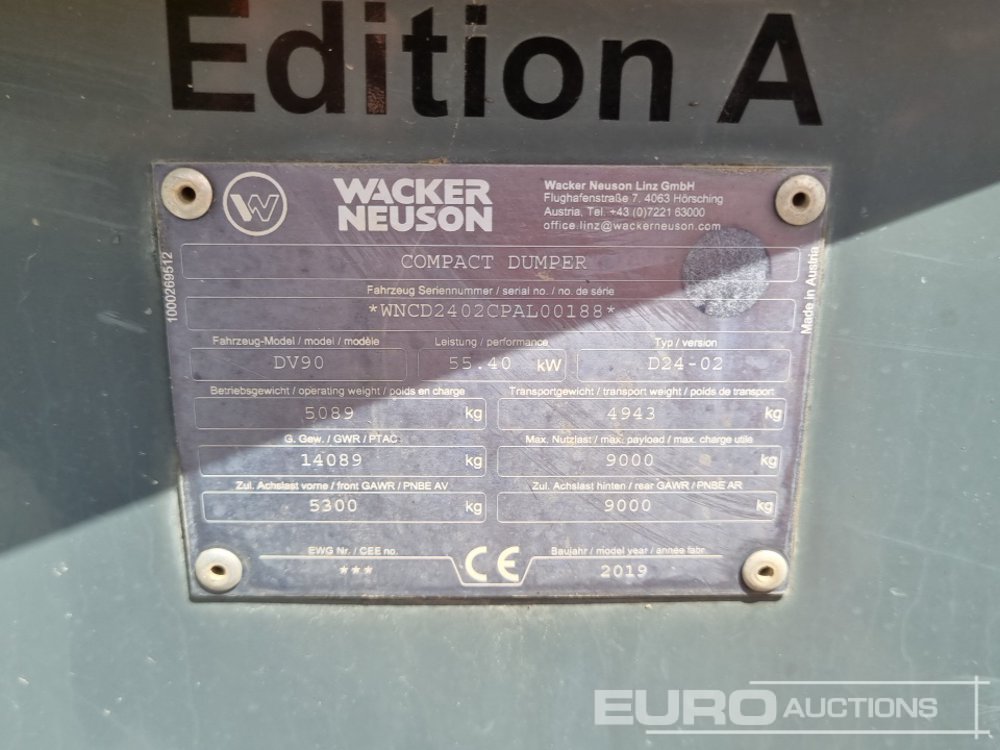 Edition A
WACKER
NEUSON
Wacker Neuson Linz GmbH
Flughafenstraße 7, 4063 Hörsching
Austria, Tel. +43 (0)7221 63000
office.linz@wackerneuson.com
1000269512
COMPACT DUMPER
Made in Austria
Fahrzeug Seriennummer / serial no. / no. de série
*WNCD2402CPAL00188*
Fahrzeug-Model / model / modèle Leistung / performance Typ / version
DV90 55.40 kW D24-02
Betriebsgewicht / operating weight / poids en charge Transportgewicht / transport weight / poids de transport
5089 kg 4943 kg
G. Gew. / GWR / PTAC Max. Nutzlast / max. payload / max. charge utile
14089 kg 9000 kg
Zul. Achslast vorne / front GAWR / PNBE AV Zul. Achslast hinten / rear GAWR / PNBE AR
5300 kg 9000 kg
EWG Nr. / CEE no. CE Baujahr / model year / année fabr.
*** 2019
EURO AUCTIONS